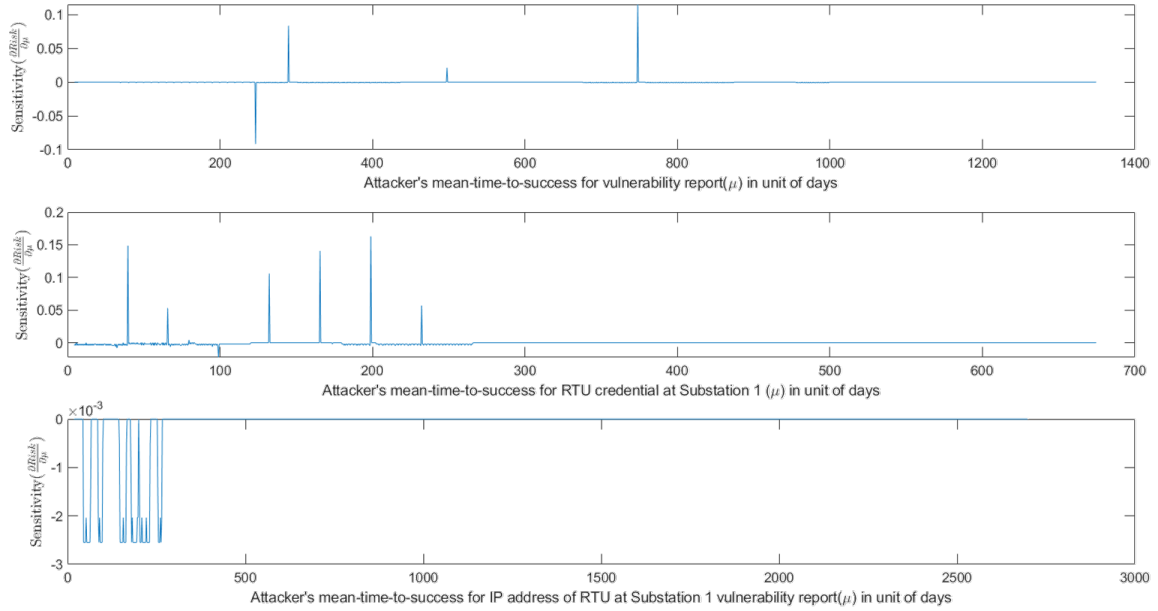 0.1
0.05
0
-0.05
-0.1
Sensitivity(∂Risk/∂μ)
0 200 400 600 800 1000 1200 1400
Attacker's mean-time-to-success for vulnerability report(μ) in unit of days
0.2
0.15
0.1
0.05
0
Sensitivity(∂Risk/∂μ)
0 100 200 300 400 500 600 700
Attacker's mean-time-to-success for RTU credential at Substation 1 (μ) in unit of days
×10⁻³
0
-1
-2
-3
Sensitivity(∂Risk/∂μ)
0 500 1000 1500 2000 2500 3000
Attacker's mean-time-to-success for IP address of RTU at Substation 1 vulnerability report(μ) in unit of days